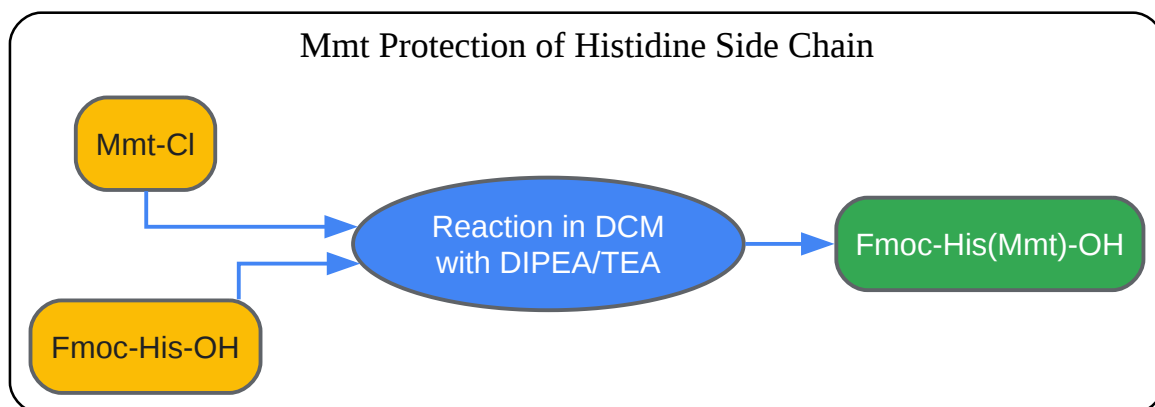 Mmt Protection of Histidine Side Chain
Mmt-Cl
Reaction in DCM
with DIPEA/TEA
Fmoc-His(Mmt)-OH
Fmoc-His-OH